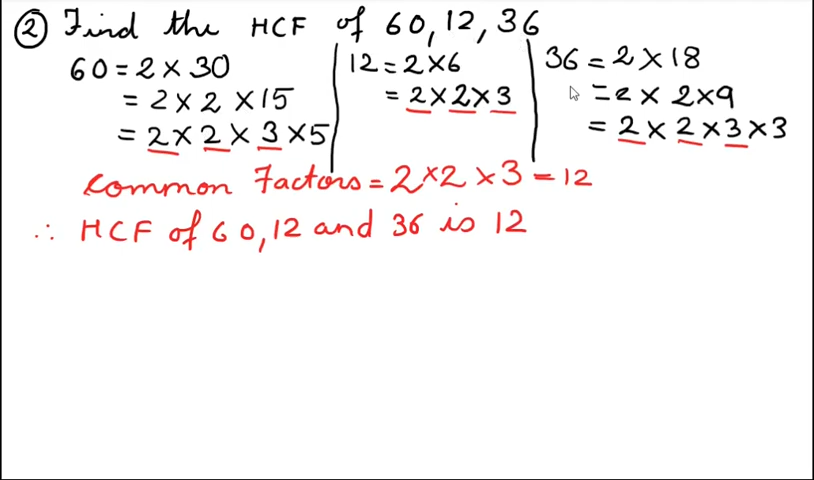 ② Find the HCF of 60, 12, 36
60 = 2 × 30
= 2 × 2 × 15
= 2 × 2 × 3 × 5
12 = 2 × 6
= 2 × 2 × 3
36 = 2 × 18
= 2 × 2 × 9
= 2 × 2 × 3 × 3
Common Factors = 2 × 2 × 3 = 12
∴ HCF of 60, 12 and 36 is 12